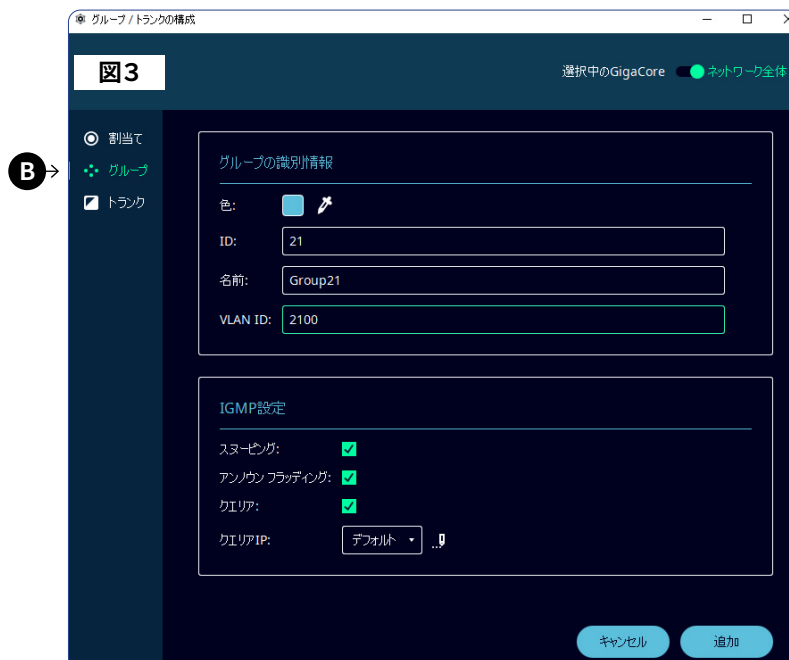 グループ / トランクの構成
図3
選択中のGigaCore ネットワーク全体
割当て
B
グループ
トランク
グループの識別情報
色:
ID: 21
名前: Group21
VLAN ID: 2100
IGMP設定
スヌーピング:
アンノウン フラッディング:
クエリア:
クエリアIP: デフォルト
キャンセル 追加